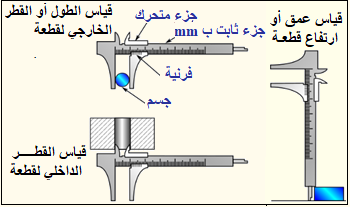 قياس الطول أو القطر
الخارجي لقطعة
جزء متحرك
جزء ثابت ب mm
فرنية
جسم
قياس القطـــر
الداخلي لقطعة
قياس عمق أو
ارتفاع قطعـة